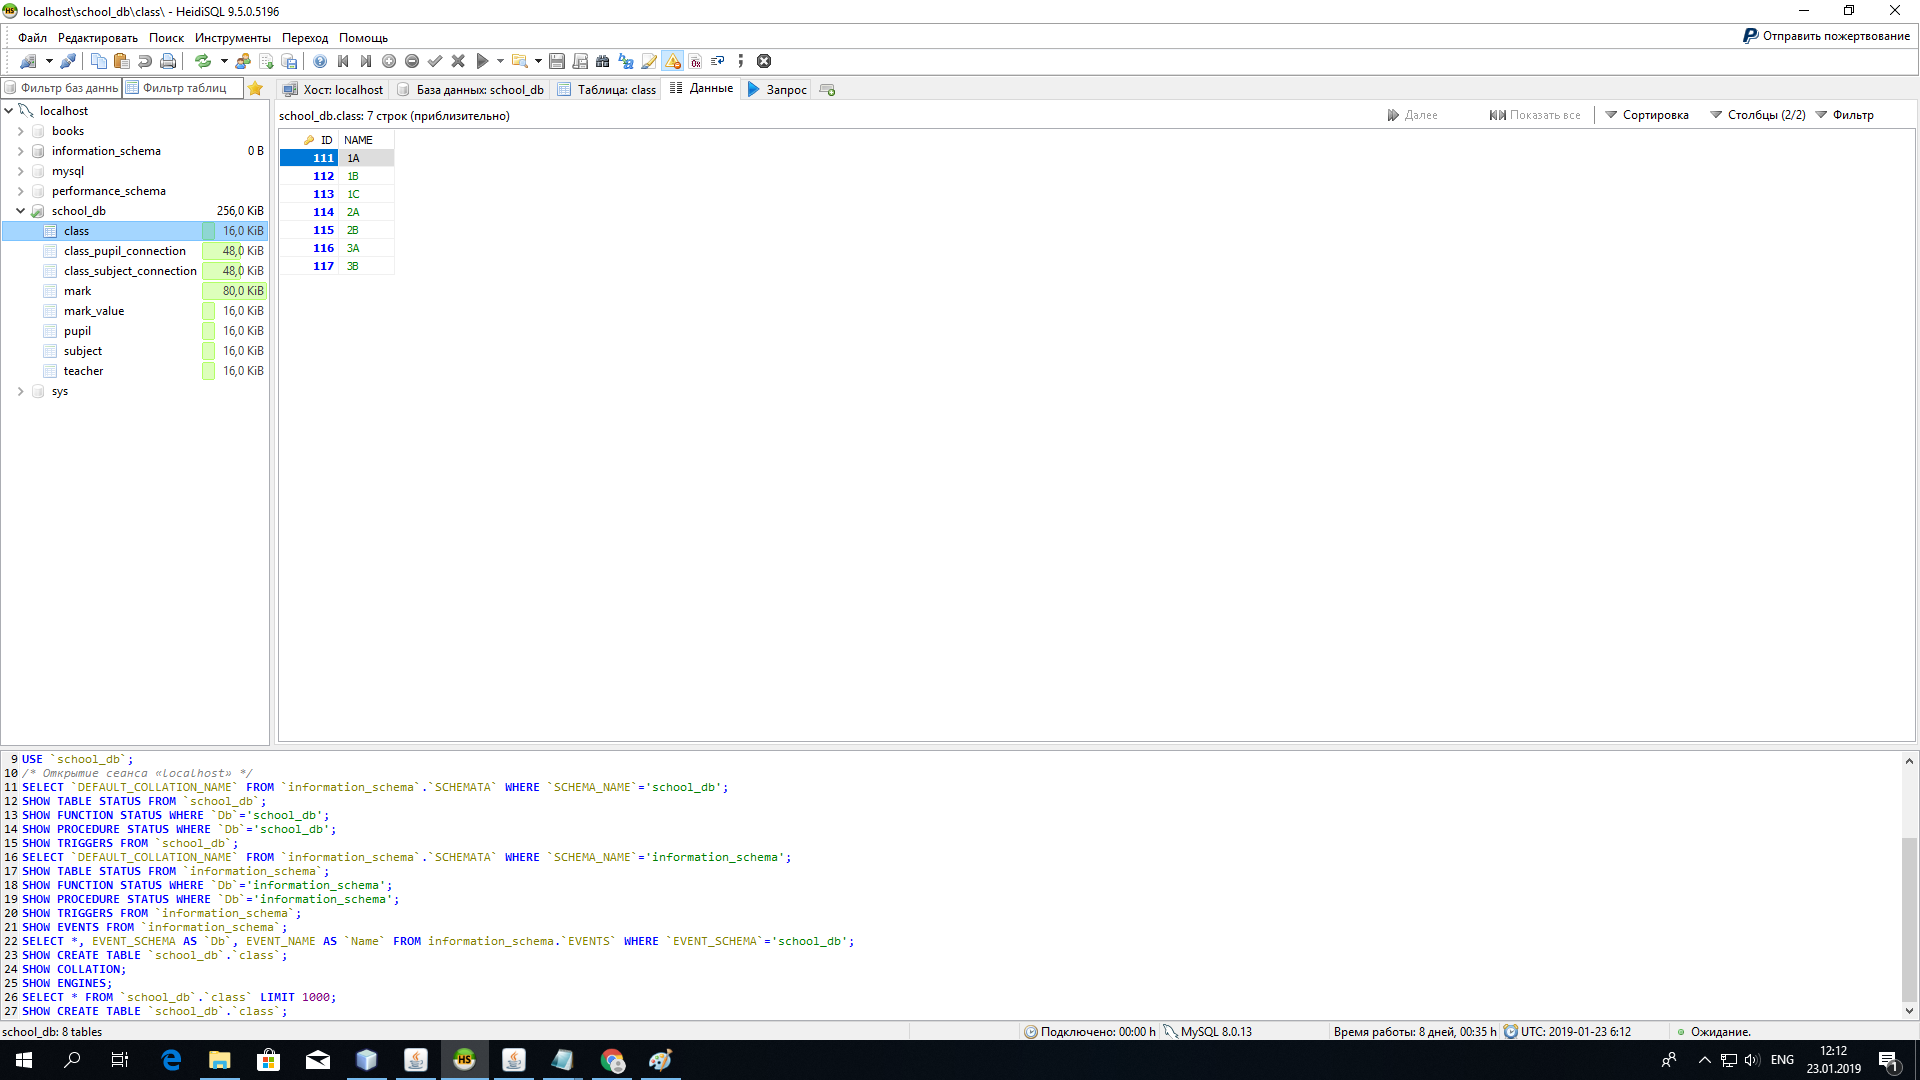 localhost\school_db\class\ - HeidiSQL 9.5.0.5196
Файл Редактировать Поиск Инструменты Переход Помощь
Отправить пожертвование
Фильтр баз данн Фильтр таблиц
Хост: localhost База данных: school_db Таблица: class Данные Запрос
school_db.class: 7 строк (приблизительно)
Далее Показать все Сортировка Столбцы (2/2) Фильтр
localhost
books
information_schema 0 B
mysql
performance_schema
school_db 256,0 KiB
class 16,0 KiB
class_pupil_connection 48,0 KiB
class_subject_connection 48,0 KiB
mark 80,0 KiB
mark_value 16,0 KiB
pupil 16,0 KiB
subject 16,0 KiB
teacher 16,0 KiB
sys
ID NAME
111 1A
112 1B
113 1C
114 2A
115 2B
116 3A
117 3B
9 USE `school_db`;
10 /* Открытие сеанса «localhost» */
11 SELECT `DEFAULT_COLLATION_NAME` FROM `information_schema`.`SCHEMATA` WHERE `SCHEMA_NAME`='school_db';
12 SHOW TABLE STATUS FROM `school_db`;
13 SHOW FUNCTION STATUS WHERE `Db`='school_db';
14 SHOW PROCEDURE STATUS WHERE `Db`='school_db';
15 SHOW TRIGGERS FROM `school_db`;
16 SELECT `DEFAULT_COLLATION_NAME` FROM `information_schema`.`SCHEMATA` WHERE `SCHEMA_NAME`='information_schema';
17 SHOW TABLE STATUS FROM `information_schema`;
18 SHOW FUNCTION STATUS WHERE `Db`='information_schema';
19 SHOW PROCEDURE STATUS WHERE `Db`='information_schema';
20 SHOW TRIGGERS FROM `information_schema`;
21 SHOW EVENTS FROM `information_schema`;
22 SELECT *, EVENT_SCHEMA AS `Db`, EVENT_NAME AS `Name` FROM information_schema.`EVENTS` WHERE `EVENT_SCHEMA`='school_db';
23 SHOW CREATE TABLE `school_db`.`class`;
24 SHOW COLLATION;
25 SHOW ENGINES;
26 SELECT * FROM `school_db`.`class` LIMIT 1000;
27 SHOW CREATE TABLE `school_db`.`class`;
school_db: 8 tables
Подключено: 00:00 h MySQL 8.0.13 Время работы: 8 дней, 00:35 h UTC: 2019-01-23 6:12 Ожидание.
HS
ENG
12:12
23.01.2019
1